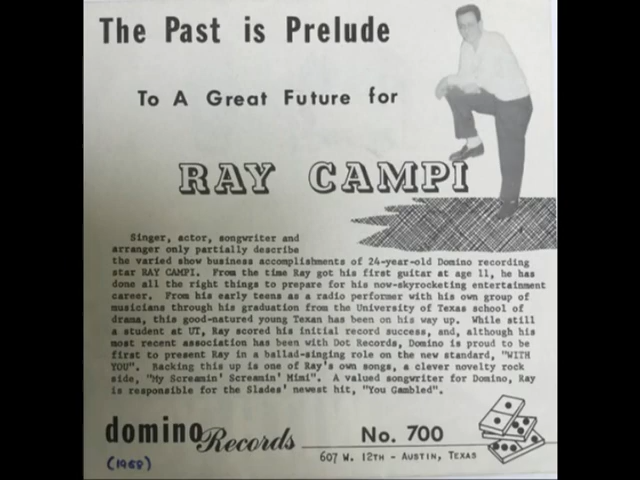 The Past is Prelude
To A Great Future for
RAY CAMPI
Singer, actor, songwriter and
arranger only partially describe
the varied show business accomplishments of 24-year-old Domino recording
star RAY CAMPI. From the time Ray got his first guitar at age 11, he has
done all the right things to prepare for his now-skyrocketing entertainment
career. From his early teens as a radio performer with his own group of
musicians through his graduation from the University of Texas school of
drama, this good-natured young Texan has been on his way up. While still
a student at UT, Ray scored his initial record success, and, although his
most recent association has been with Dot Records, Domino is proud to be
first to present Ray in a ballad-singing role on the new standard, "WITH
YOU". Backing this up is one of Ray's own songs, a clever novelty rock
side, "My Screamin' Screamin' Mimi". A valued songwriter for Domino, Ray
is responsible for the Slades' newest hit, "You Gambled".
domino Records
No. 700
(1958)
607 W. 12TH - AUSTIN, TEXAS